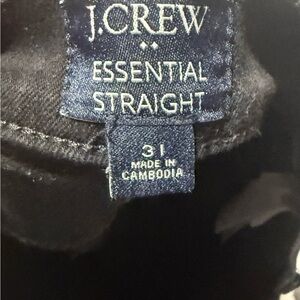 J.CREW
ESSENTIAL
STRAIGHT
31
MADE IN
CAMBODIA